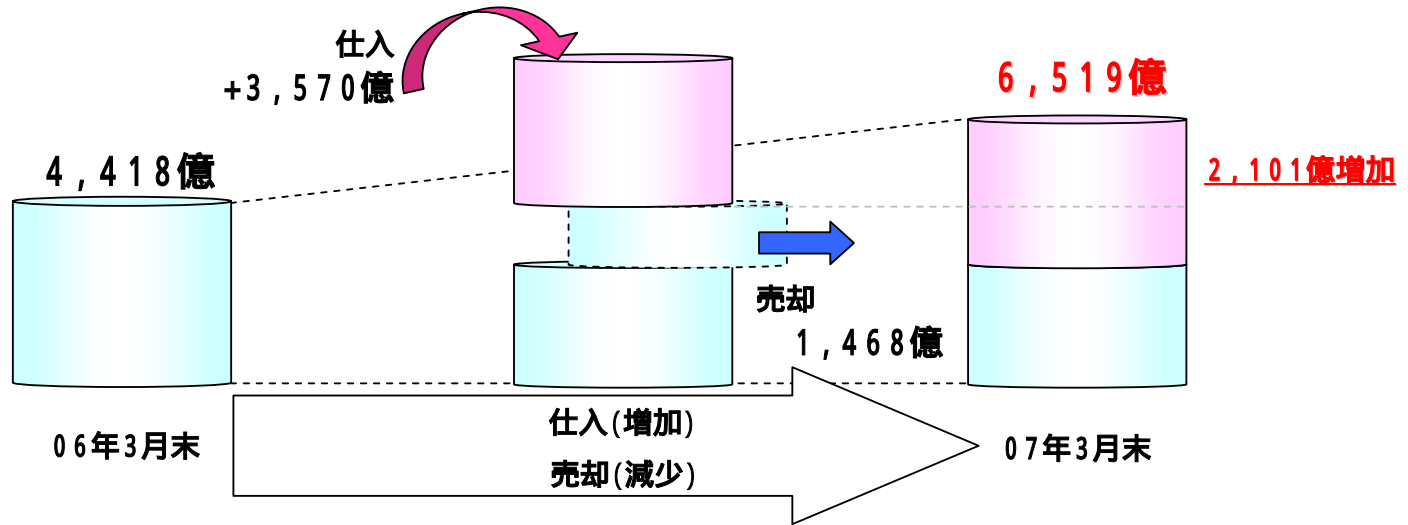 仕入
+3,570億
4,418億
6,519億
2,101億増加
売却
1,468億
06年3月末
仕入(増加)
売却(減少)
07年3月末